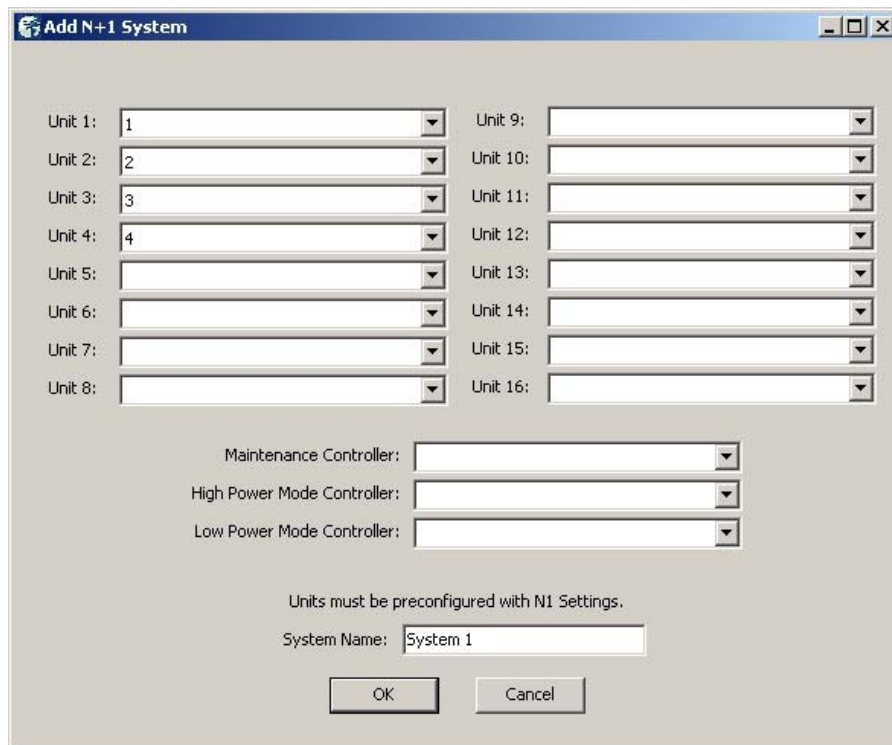 Add N+1 System
Unit 1: 1
Unit 2: 2
Unit 3: 3
Unit 4: 4
Unit 5:
Unit 6:
Unit 7:
Unit 8:
Unit 9:
Unit 10:
Unit 11:
Unit 12:
Unit 13:
Unit 14:
Unit 15:
Unit 16:
Maintenance Controller:
High Power Mode Controller:
Low Power Mode Controller:
Units must be preconfigured with N1 Settings.
System Name: System 1
OK Cancel